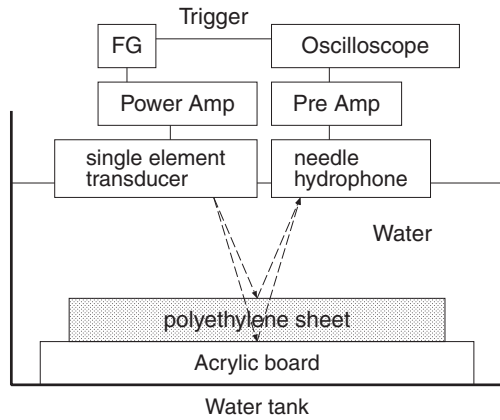 Trigger
FG
Oscilloscope
Power Amp
Pre Amp
single element
transducer
needle
hydrophone
Water
polyethylene sheet
Acrylic board
Water tank